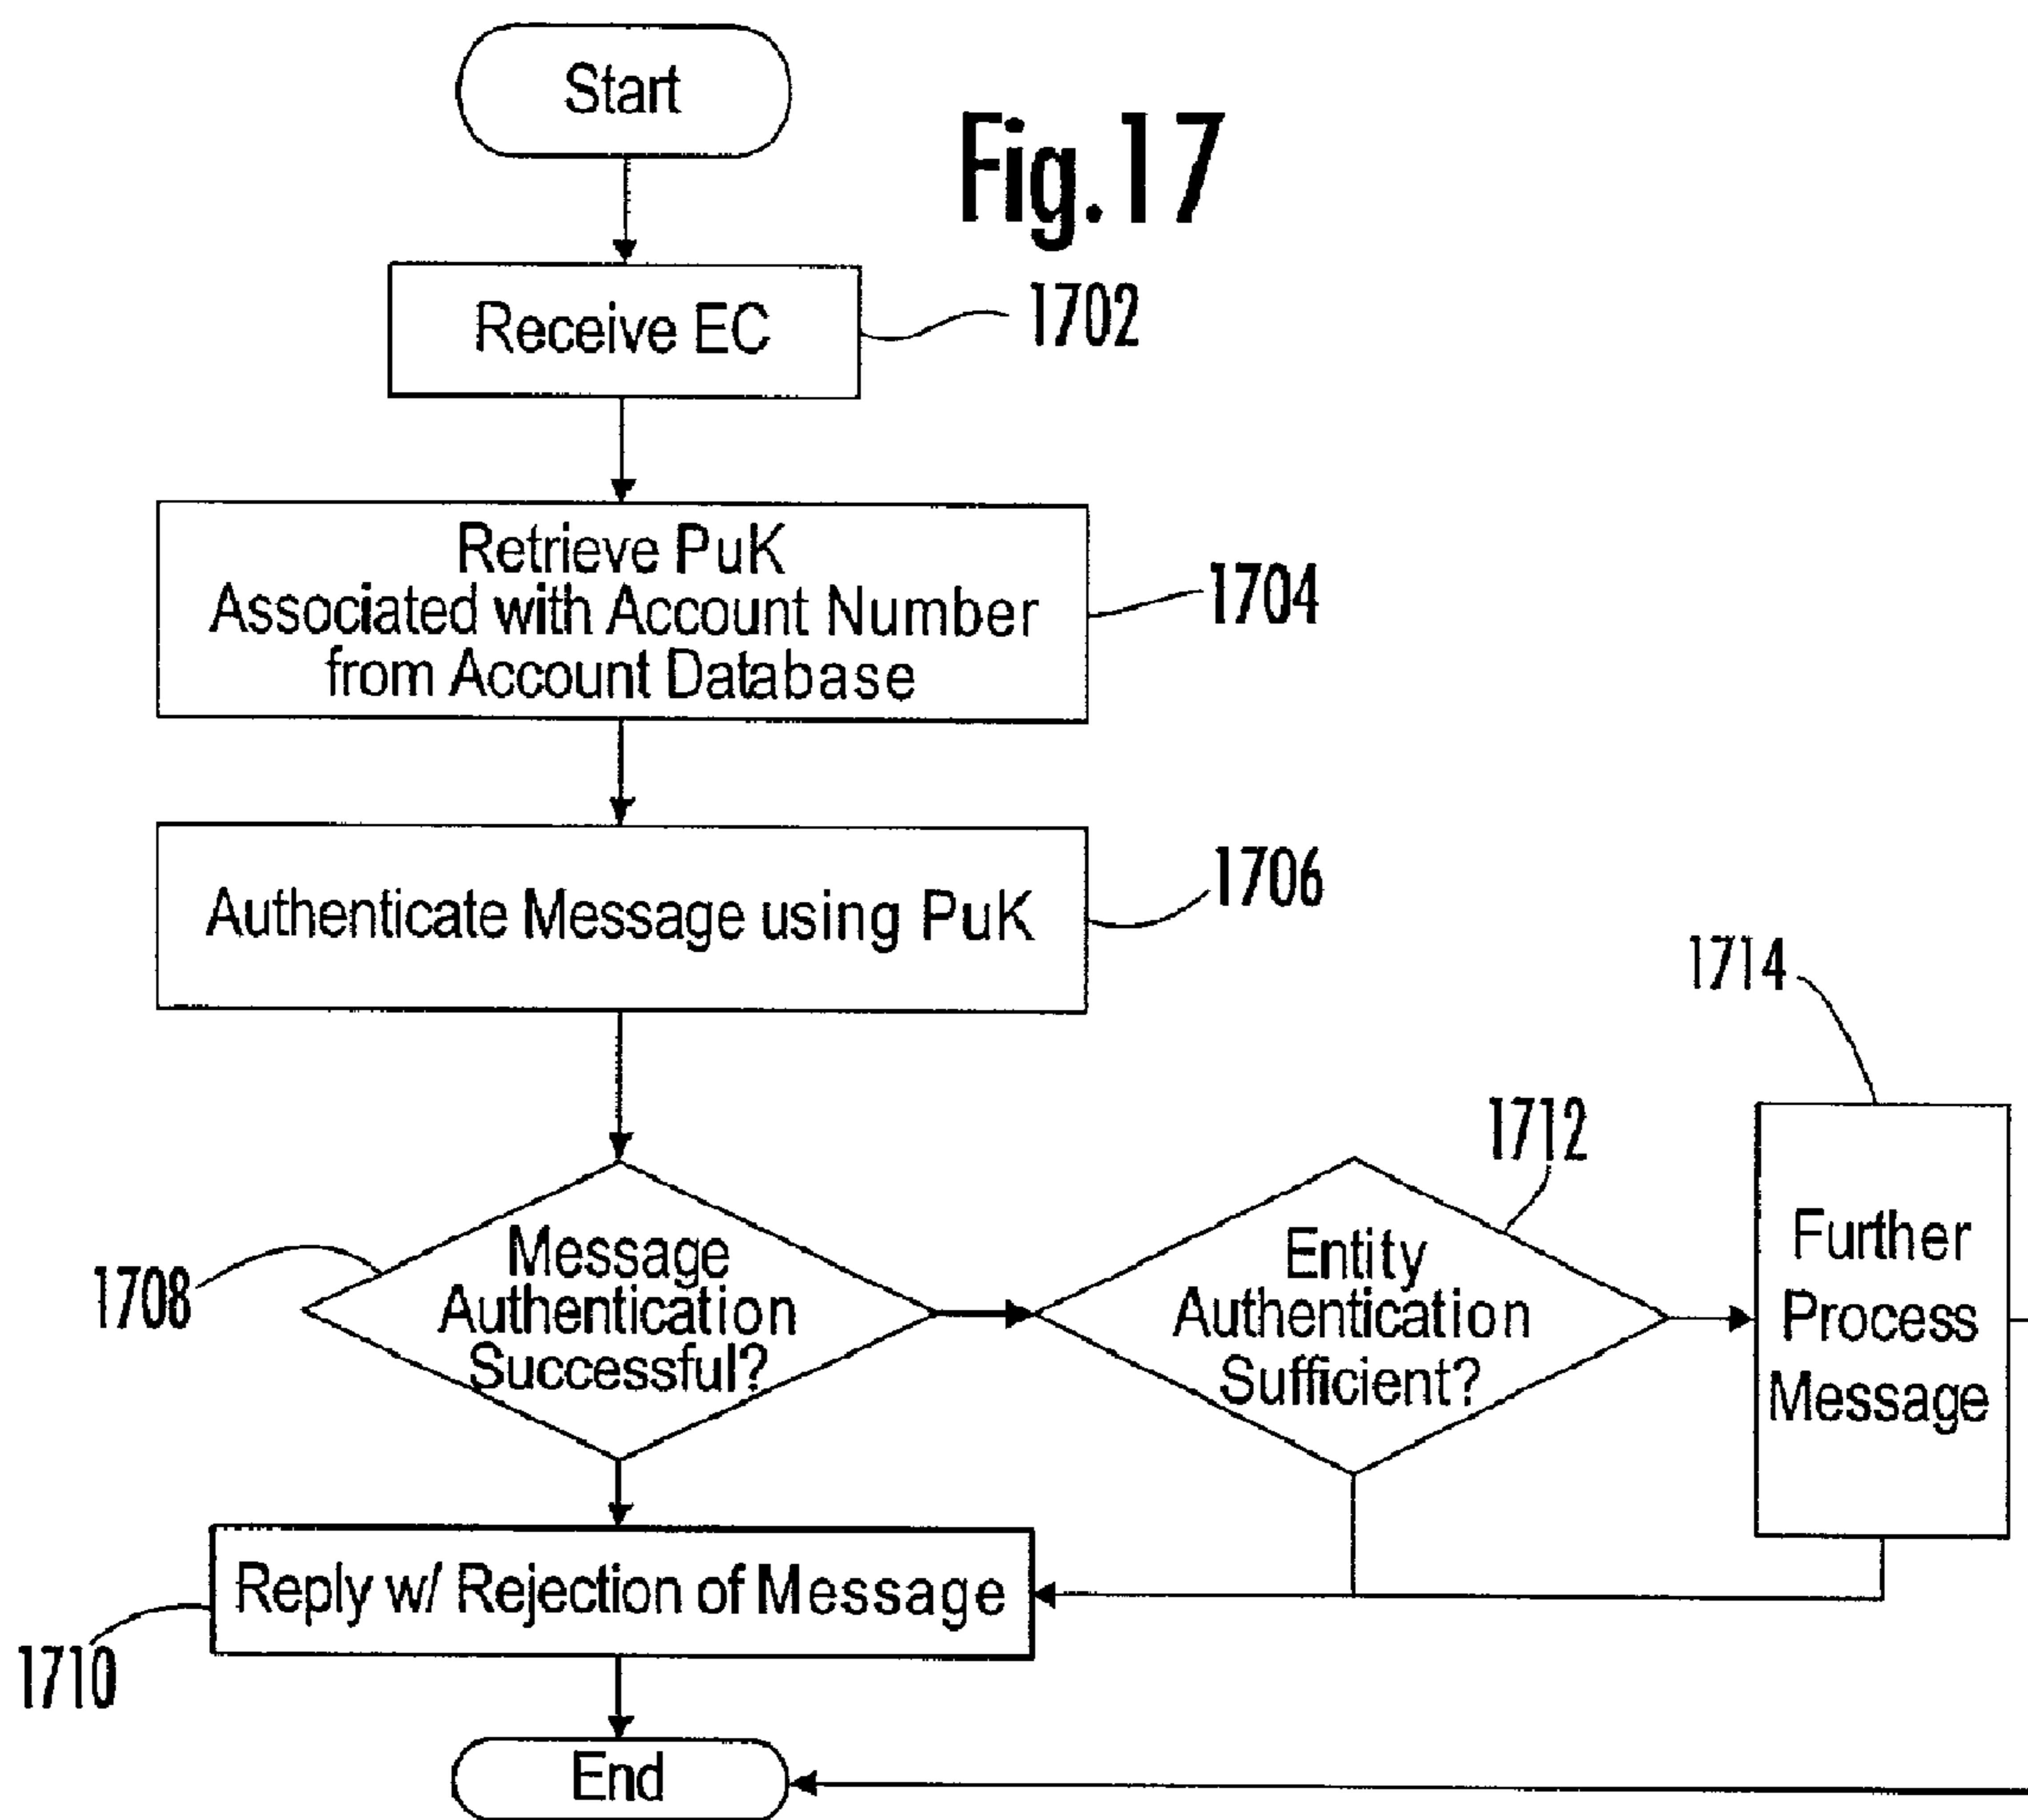 Start
Fig.17
Receive EC
1702
Retrieve PuK
Associated with Account Number
from Account Database
1704
Authenticate Message using PuK
1706
1714
1712
Message
Authentication
Successful?
1708
Entity
Authentication
Sufficient?
Further
Process
Message
Reply w/ Rejection of Message
1710
End